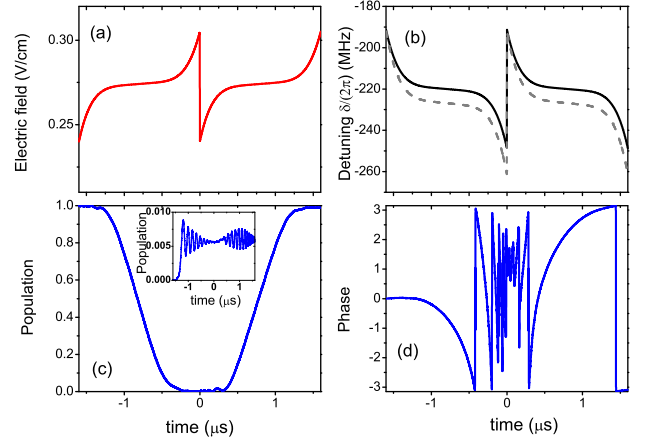 (a)
Electric field (V/cm)
0.30
0.25
(b)
Detuning δ/(2π) (MHz)
-180
-200
-220
-240
-260
(c)
Population
1.0
0.8
0.6
0.4
0.2
0.0
-1 0 1
time (μs)
Population
0.010
0.005
0.000
-1 0 1
time (μs)
(d)
Phase
3
2
1
0
-1
-2
-3
-1 0 1
time (μs)